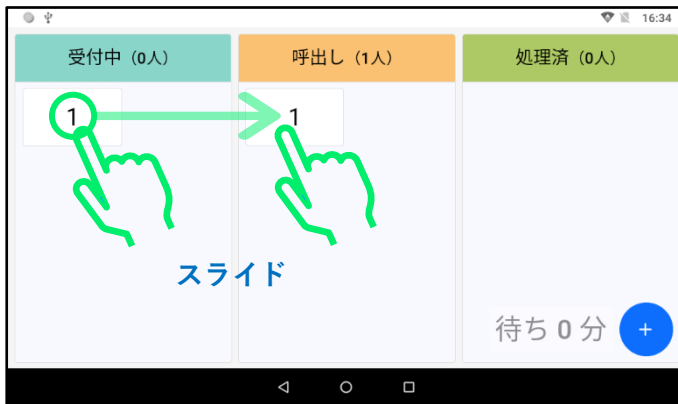 16:34
受付中（0人）
呼出し（1人）
処理済（0人）
1
1
スライド
待ち 0 分
+